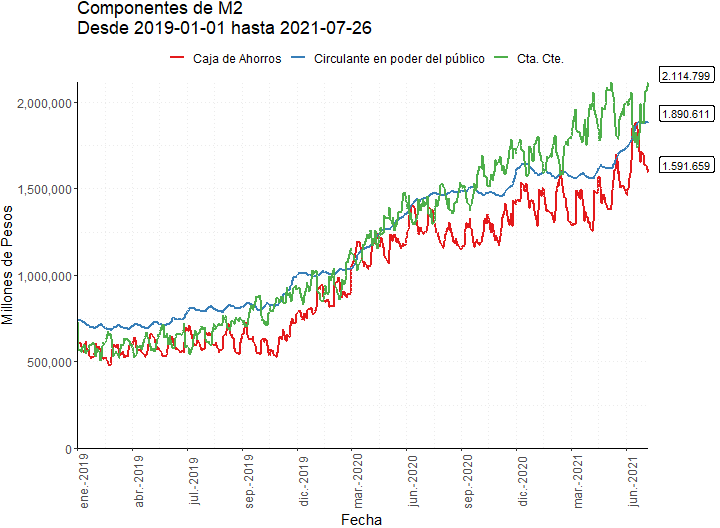 Componentes de M2
Desde 2019-01-01 hasta 2021-07-26
Caja de Ahorros Circulante en poder del público Cta. Cte.
2.114.799
1.890.611
1.591.659
2,000,000
1,500,000
1,000,000
500,000
0
Millones de Pesos
ene.-2019 abr.-2019 jul.-2019 sep.-2019 dic.-2019 mar.-2020 jun.-2020 sep.-2020 dic.-2020 mar.-2021 jun.-2021
Fecha